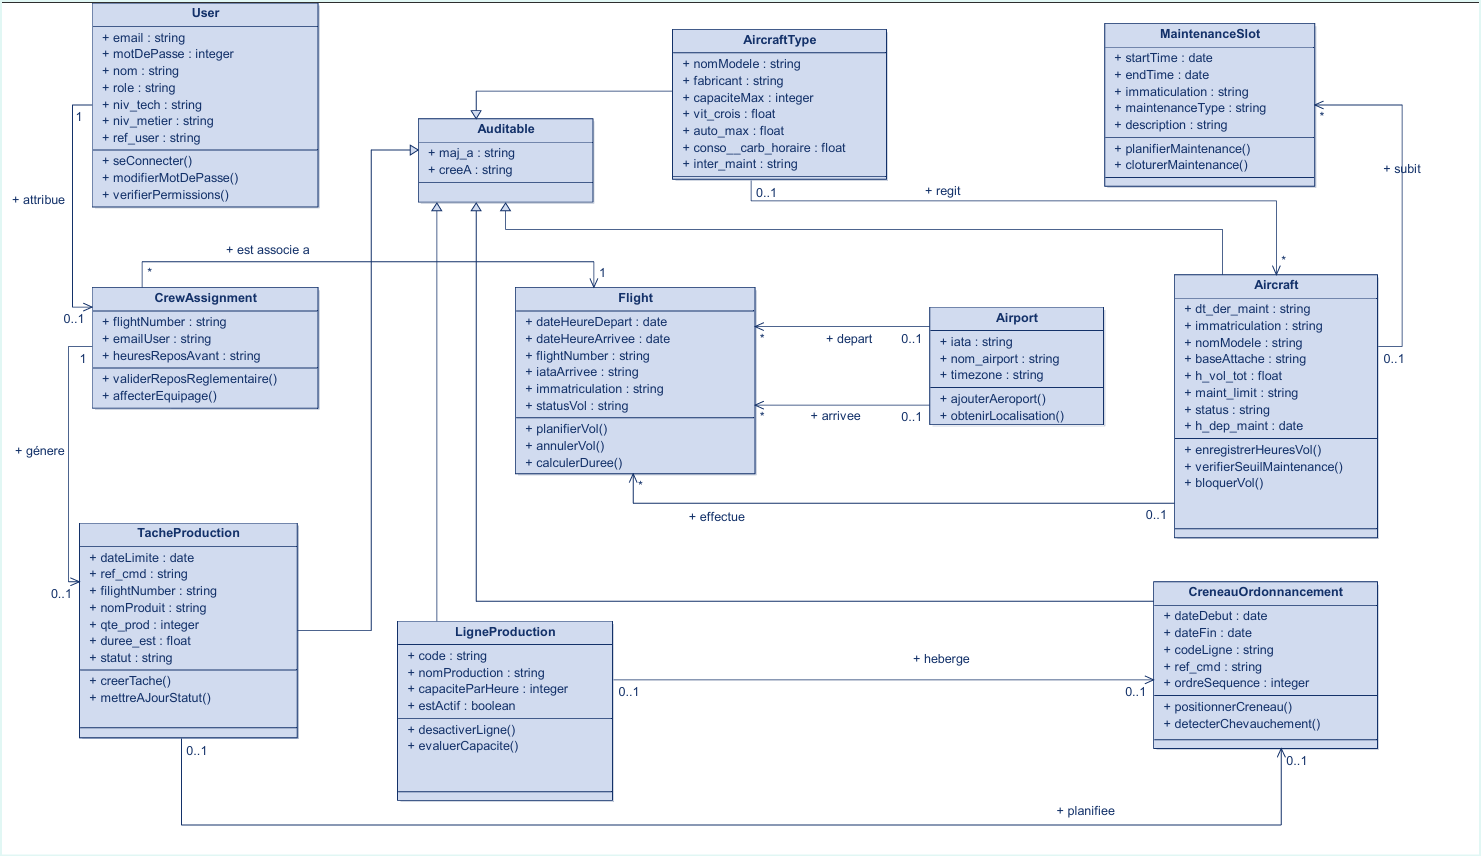 User
+ email : string
+ motDePasse : integer
+ nom : string
+ role : string
+ niv_tech : string
+ niv_metier : string
+ ref_user : string
+ seConnecter()
+ modifierMotDePasse()
+ verifierPermissions()
1
+ attribue
0..1
AircraftType
+ nomModele : string
+ fabricant : string
+ capaciteMax : integer
+ vit_crois : float
+ auto_max : float
+ conso__carb_horaire : float
+ inter_maint : string
0..1
+ regit
*
MaintenanceSlot
+ startTime : date
+ endTime : date
+ immaticulation : string
+ maintenanceType : string
+ description : string
+ planifierMaintenance()
+ cloturerMaintenance()
*
+ subit
0..1
Auditable
+ maj_a : string
+ creeA : string
+ est associe a
*
1
CrewAssignment
+ flightNumber : string
+ emailUser : string
+ heuresReposAvant : string
+ validerReposReglementaire()
+ affecterEquipage()
1
+ génere
0..1
Flight
+ dateHeureDepart : date
+ dateHeureArrivee : date
+ flightNumber : string
+ iataArrivee : string
+ immatriculation : string
+ statusVol : string
+ planifierVol()
+ annulerVol()
+ calculerDuree()
*
+ depart
0..1
*
+ arrivee
0..1
*
+ effectue
0..1
Airport
+ iata : string
+ nom_airport : string
+ timezone : string
+ ajouterAeroport()
+ obtenirLocalisation()
Aircraft
+ dt_der_maint : string
+ immatriculation : string
+ nomModele : string
+ baseAttache : string
+ h_vol_tot : float
+ maint_limit : string
+ status : string
+ h_dep_maint : date
+ enregistrerHeuresVol()
+ verifierSeuilMaintenance()
+ bloquerVol()
TacheProduction
+ dateLimite : date
+ ref_cmd : string
+ filightNumber : string
+ nomProduit : string
+ qte_prod : integer
+ duree_est : float
+ statut : string
+ creerTache()
+ mettreAJourStatut()
0..1
LigneProduction
+ code : string
+ nomProduction : string
+ capaciteParHeure : integer
+ estActif : boolean
+ desactiverLigne()
+ evaluerCapacite()
0..1
+ heberge
0..1
CreneauOrdonnancement
+ dateDebut : date
+ dateFin : date
+ codeLigne : string
+ ref_cmd : string
+ ordreSequence : integer
+ positionnerCreneau()
+ detecterChevauchement()
0..1
+ planifiee